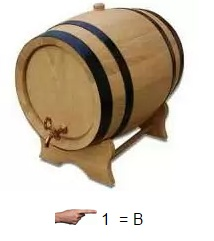 1 = B